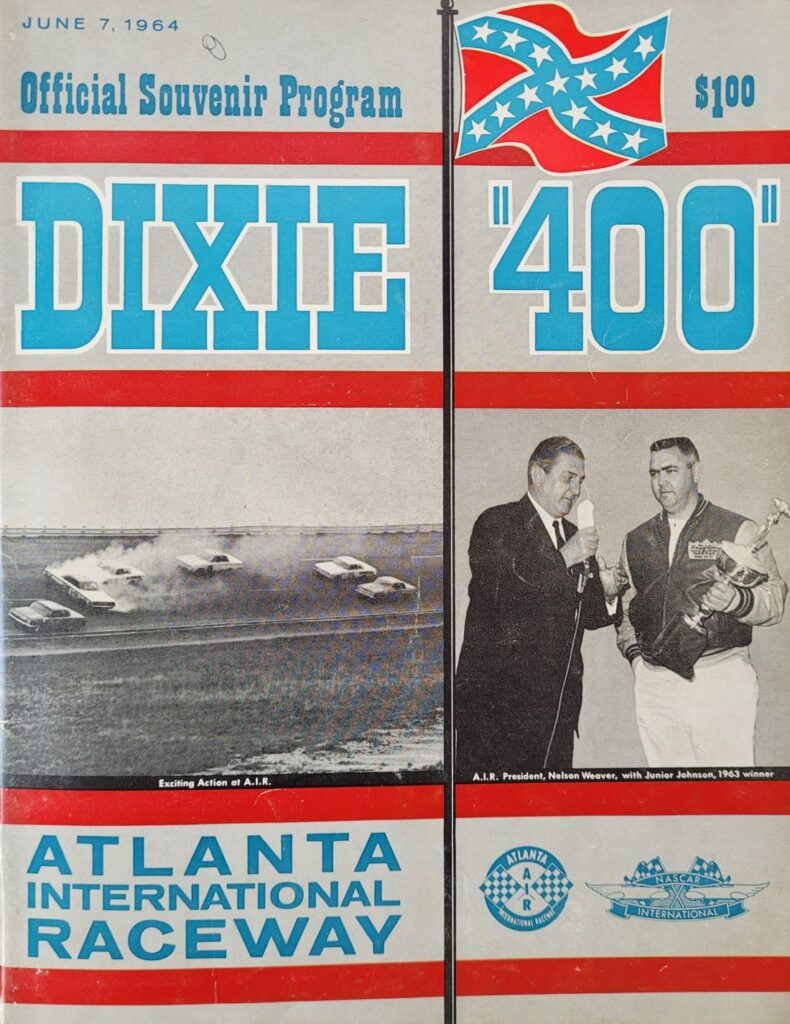 JUNE 7, 1964
Official Souvenir Program
$1.00
DIXIE "400"
Exciting Action at A.I.R.
A.I.R. President, Nelson Weaver, with Junior Johnson, 1963 winner
ATLANTA
INTERNATIONAL
RACEWAY
ATLANTA
A
I
R
INTERNATIONAL RACEWAY
NASCAR
INTERNATIONAL